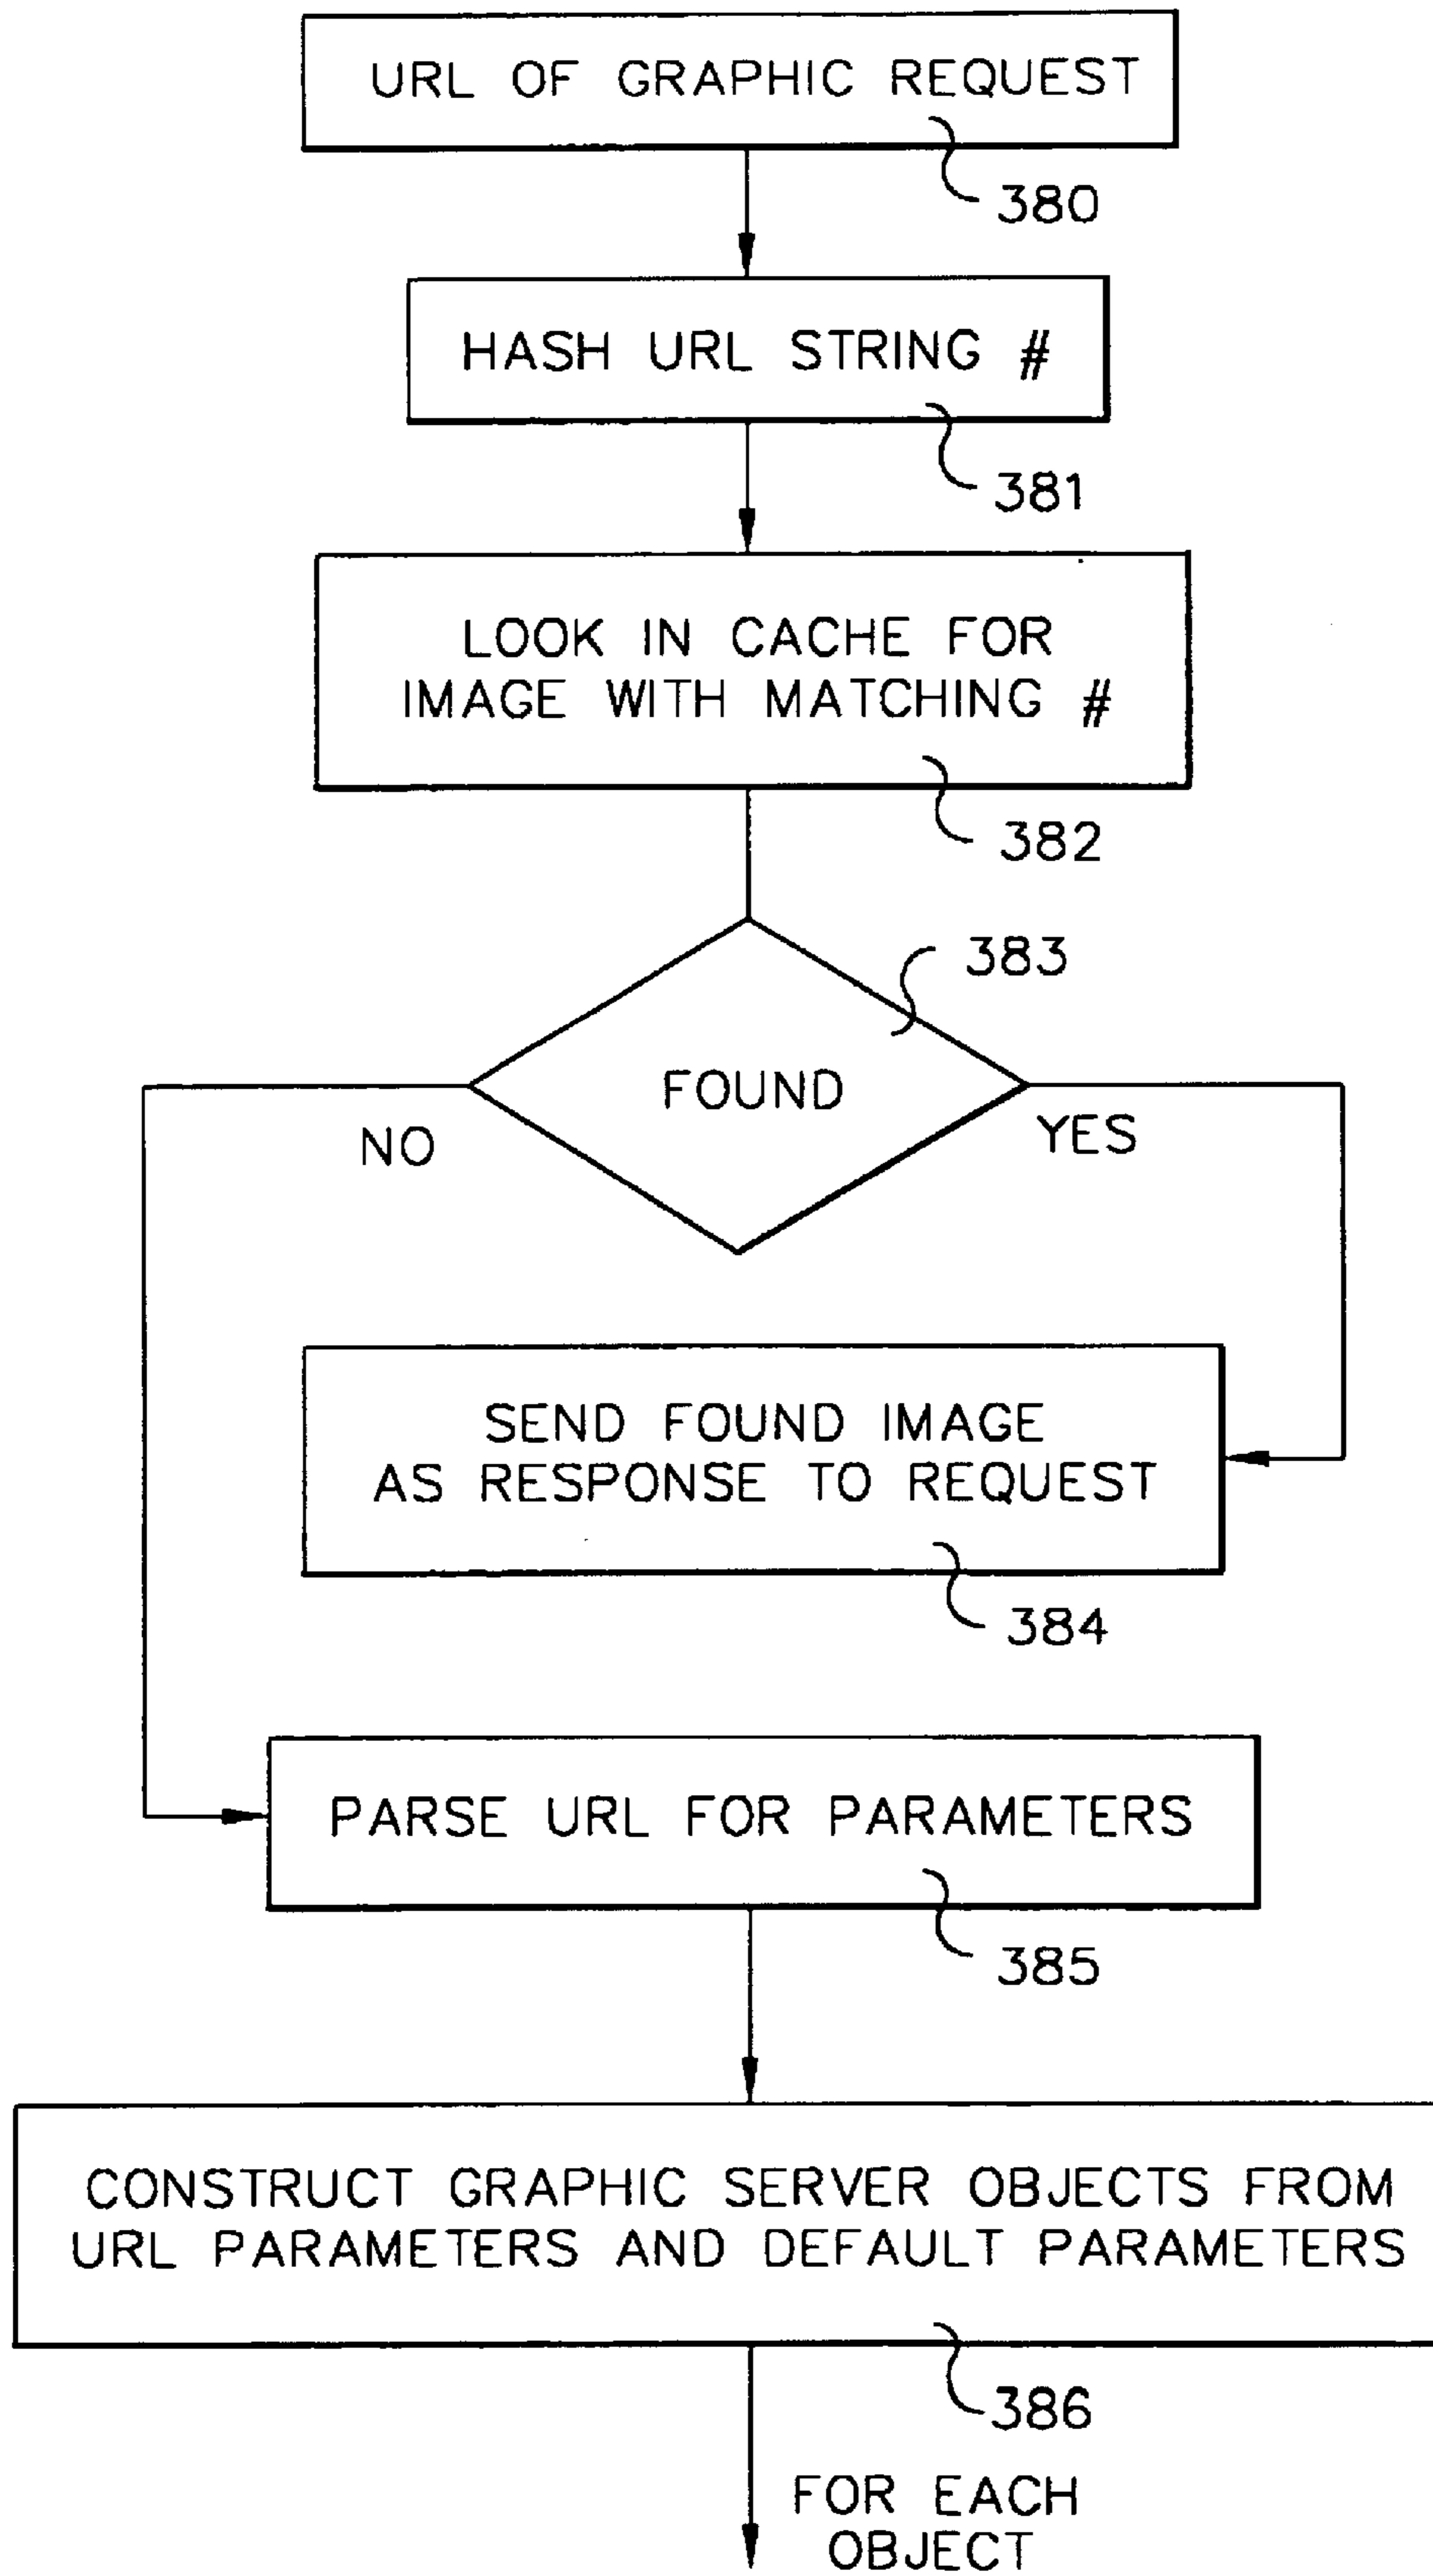 URL OF GRAPHIC REQUEST
380
HASH URL STRING #
381
LOOK IN CACHE FOR
IMAGE WITH MATCHING #
382
383
FOUND
NO
YES
SEND FOUND IMAGE
AS RESPONSE TO REQUEST
384
PARSE URL FOR PARAMETERS
385
CONSTRUCT GRAPHIC SERVER OBJECTS FROM
URL PARAMETERS AND DEFAULT PARAMETERS
386
FOR EACH
OBJECT